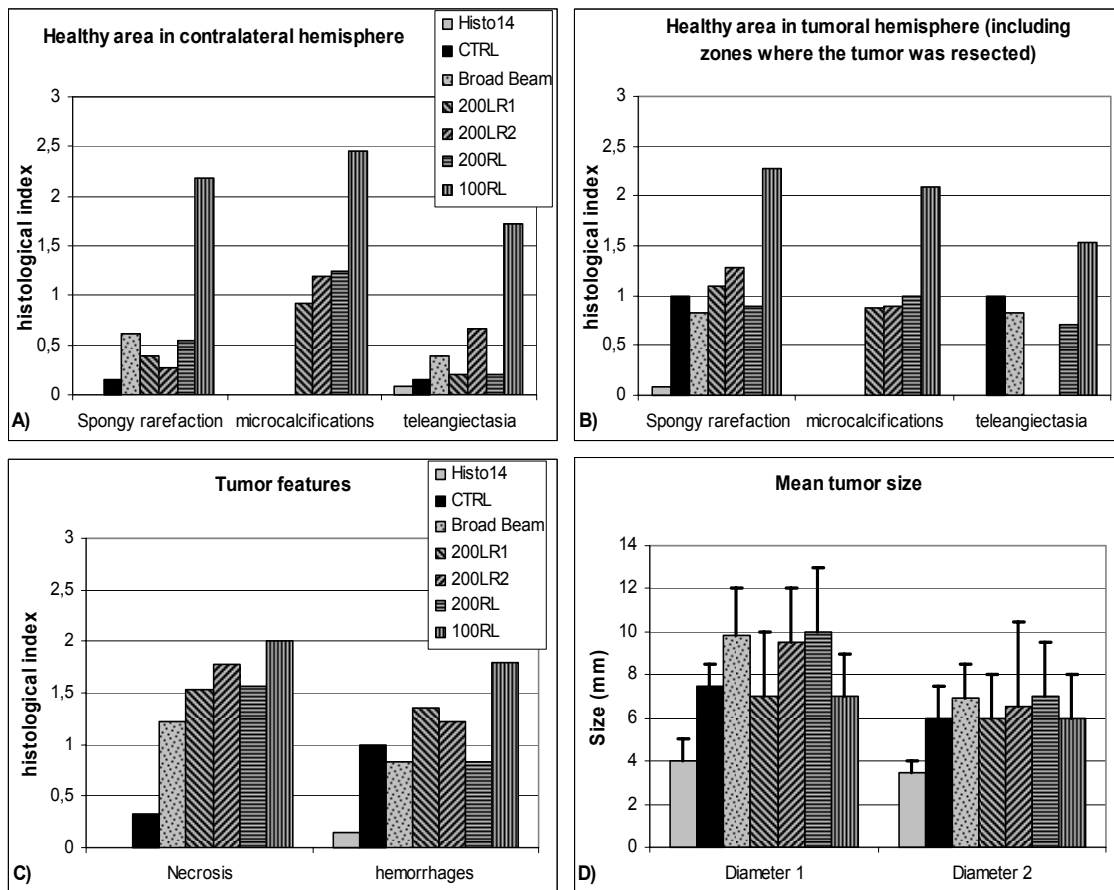 Healthy area in contralateral hemisphere
Histo14
CTRL
Broad Beam
200LR1
200LR2
200RL
100RL
histological index
3
2,5
2
1,5
1
0,5
0
Spongy rarefaction
microcalcifications
teleangiectasia
A)
Healthy area in tumoral hemisphere (including
zones where the tumor was resected)
histological index
3
2,5
2
1,5
1
0,5
0
Spongy rarefaction
microcalcifications
teleangiectasia
B)
Tumor features
Histo14
CTRL
Broad Beam
200LR1
200LR2
200RL
100RL
histological index
3
2,5
2
1,5
1
0,5
0
Necrosis
hemorrhages
C)
Mean tumor size
Size (mm)
14
12
10
8
6
4
2
0
Diameter 1
Diameter 2
D)